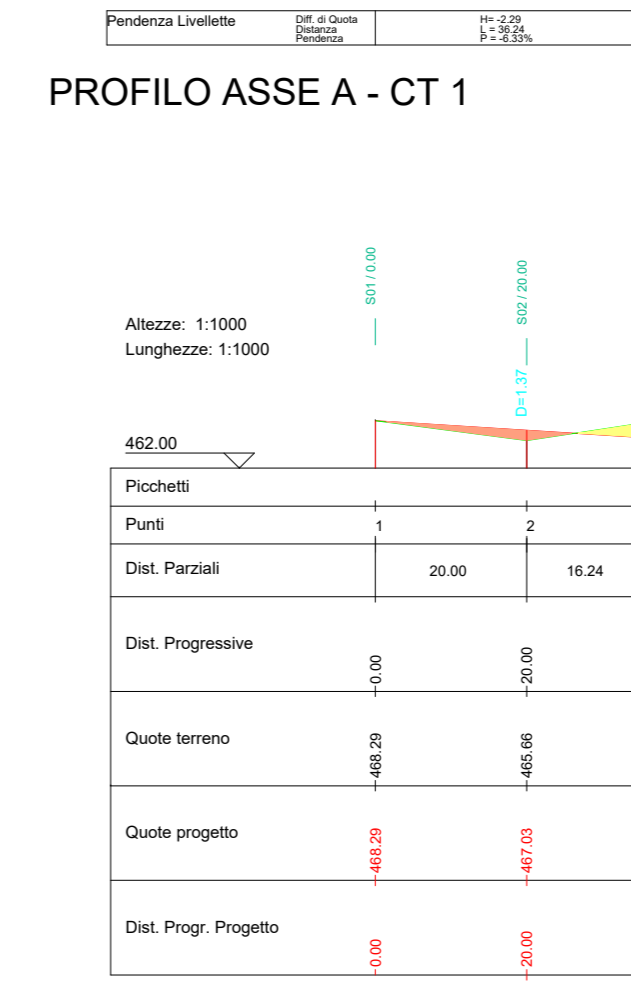 Pendenza Livellette
Diff. di Quota
Distanza
Pendenza
H= -2.29
L = 36.24
P = -6.33%
PROFILO ASSE A - CT 1
S01 / 0.00
S02 / 20.00
Altezze: 1:1000
Lunghezze: 1:1000
D=1.37
462.00
Picchetti
Punti 1 2
Dist. Parziali 20.00 16.24
Dist. Progressive 0.00 20.00
Quote terreno 468.29 465.66
Quote progetto 468.29 467.03
Dist. Progr. Progetto 0.00 20.00